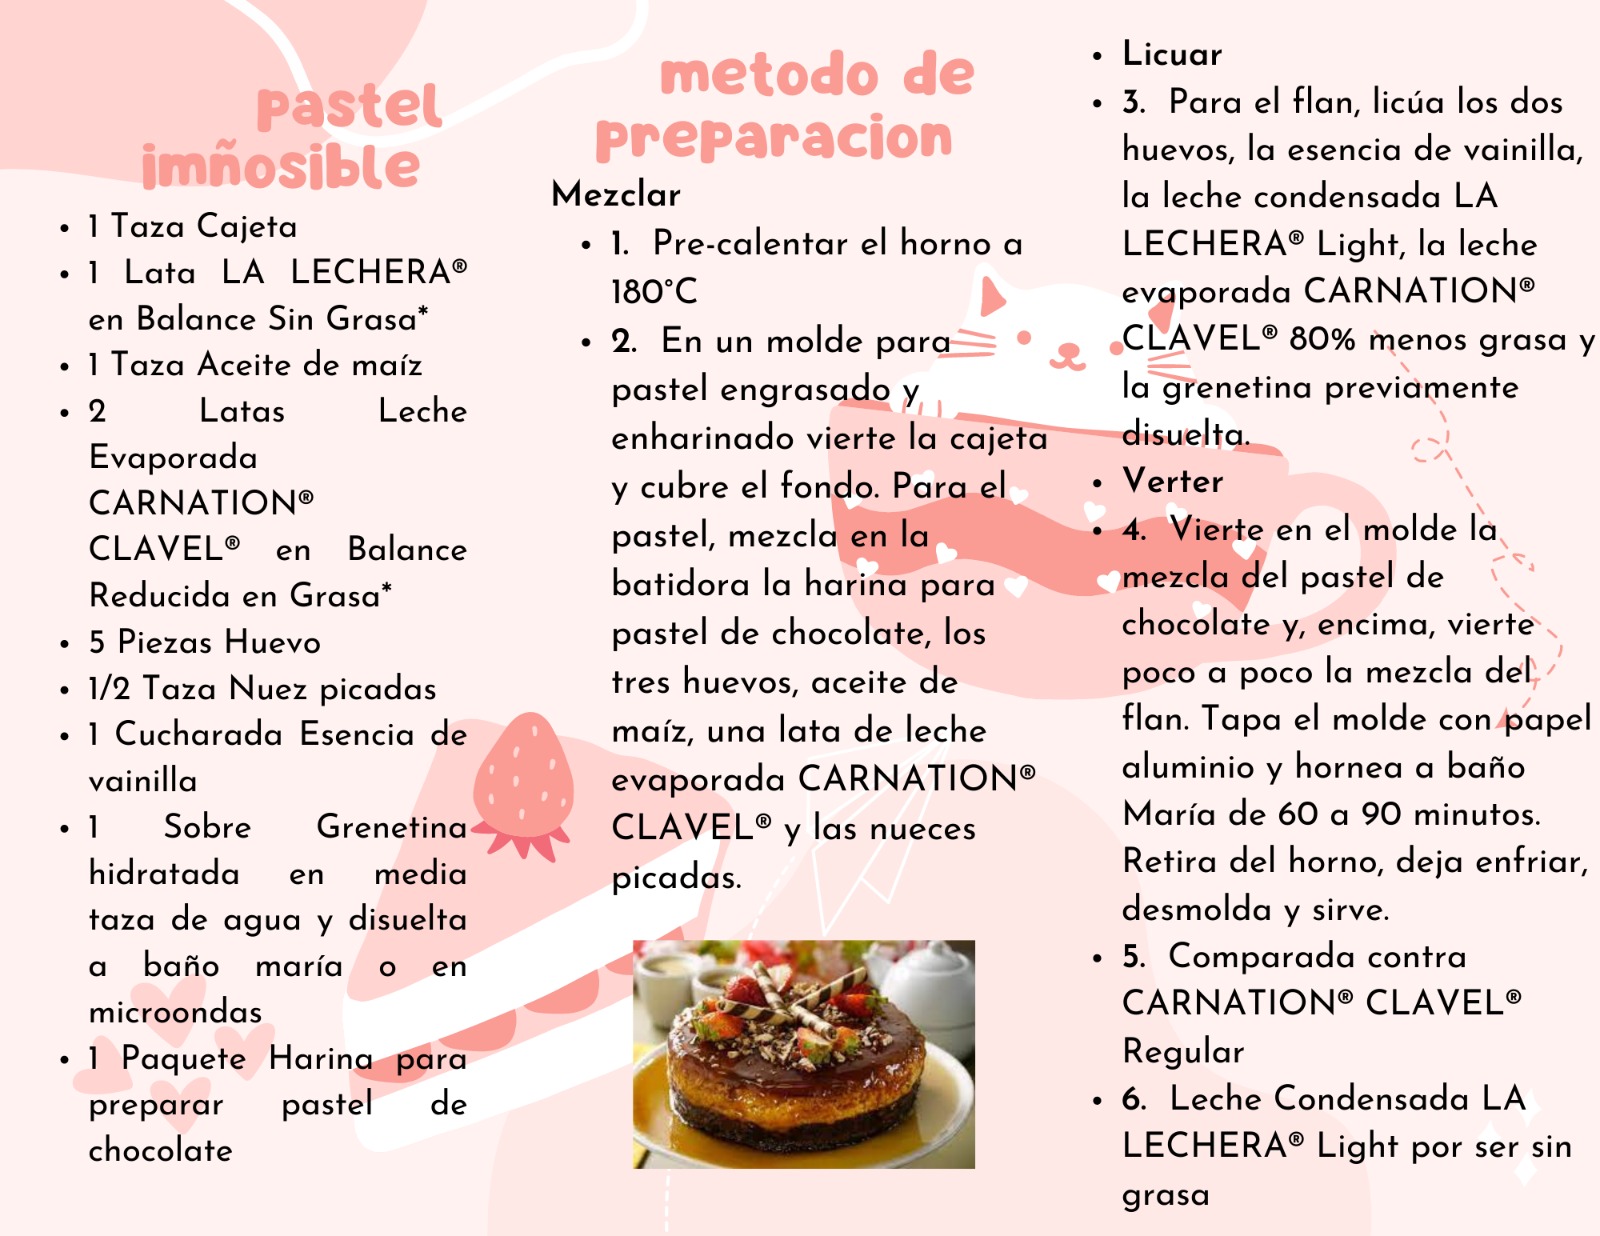 pastel
imñosible
• 1 Taza Cajeta
• 1 Lata LA LECHERA®
en Balance Sin Grasa*
• 1 Taza Aceite de maíz
• 2 Latas Leche
Evaporada
CARNATION®
CLAVEL® en Balance
Reducida en Grasa*
• 5 Piezas Huevo
• 1/2 Taza Nuez picadas
• 1 Cucharada Esencia de
vainilla
• 1 Sobre Grenetina
hidratada en media
taza de agua y disuelta
a baño maría o en
microondas
• 1 Paquete Harina para
preparar pastel de
chocolate
metodo de
preparacion
Mezclar
• 1. Pre-calentar el horno a
180°C
• 2. En un molde para
pastel engrasado y
enharinado vierte la cajeta
y cubre el fondo. Para el
pastel, mezcla en la
batidora la harina para
pastel de chocolate, los
tres huevos, aceite de
maíz, una lata de leche
evaporada CARNATION®
CLAVEL® y las nueces
picadas.
• Licuar
• 3. Para el flan, licúa los dos
huevos, la esencia de vainilla,
la leche condensada LA
LECHERA® Light, la leche
evaporada CARNATION®
CLAVEL® 80% menos grasa y
la grenetina previamente
disuelta.
• Verter
• 4. Vierte en el molde la
mezcla del pastel de
chocolate y, encima, vierte
poco a poco la mezcla del
flan. Tapa el molde con papel
aluminio y hornea a baño
María de 60 a 90 minutos.
Retira del horno, deja enfriar,
desmolda y sirve.
• 5. Comparada contra
CARNATION® CLAVEL®
Regular
• 6. Leche Condensada LA
LECHERA® Light por ser sin
grasa